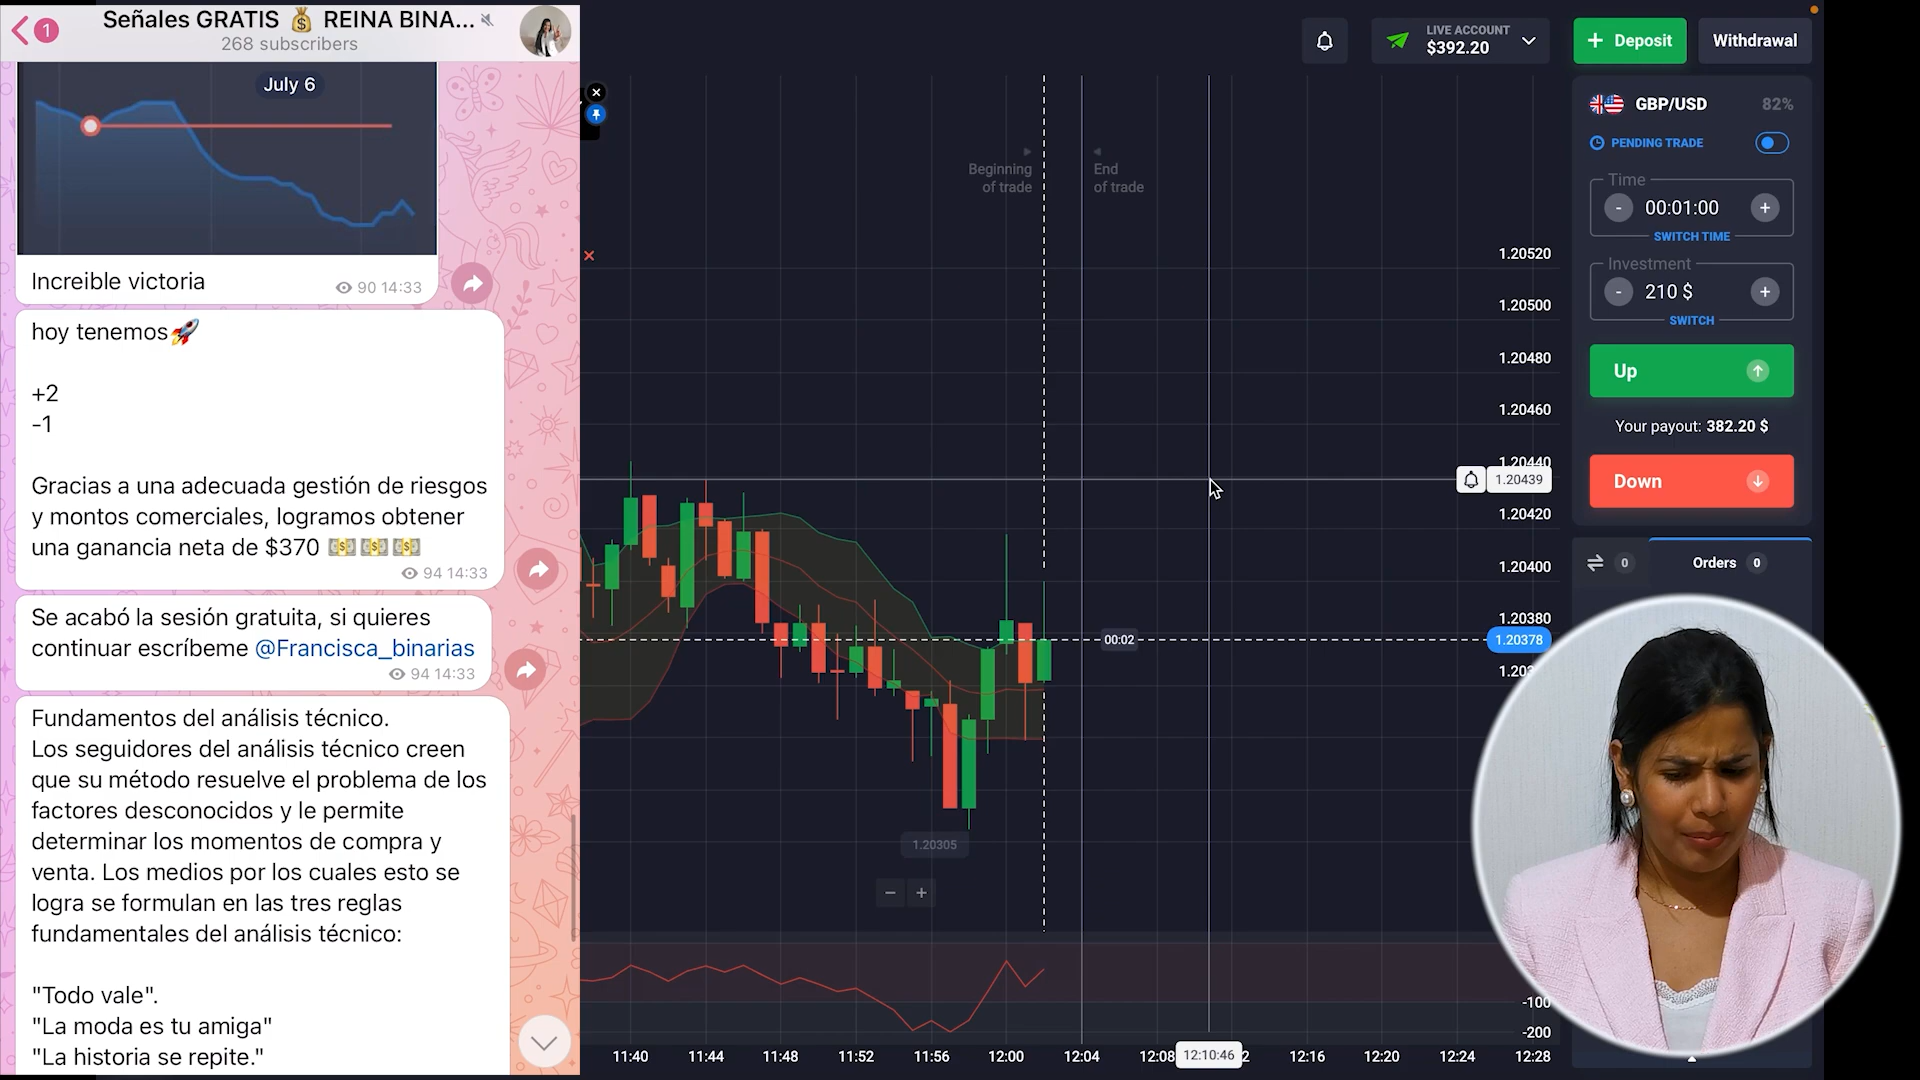 1
Señales GRATIS 💰 REINA BINA...
268 subscribers
July 6
Increible victoria
90 14:33
hoy tenemos🚀
+2
-1
Gracias a una adecuada gestión de riesgos
y montos comerciales, logramos obtener
una ganancia neta de $370 💵 💵 💵
94 14:33
Se acabó la sesión gratuita, si quieres
continuar escríbeme @Francisca_binarias
94 14:33
Fundamentos del análisis técnico.
Los seguidores del análisis técnico creen
que su método resuelve el problema de los
factores desconocidos y le permite
determinar los momentos de compra y
venta. Los medios por los cuales esto se
logra se formulan en las tres reglas
fundamentales del análisis técnico:
"Todo vale".
"La moda es tu amiga"
"La historia se repite."
LIVE ACCOUNT
$392.20
+ Deposit
Withdrawal
Beginning
of trade
End
of trade
1.20520
1.20500
1.20480
1.20460
1.20440
1.20439
1.20420
1.20400
1.20380
1.20378
00:02
1.20305
- +
-100
-200
11:40 11:44 11:48 11:52 11:56 12:00 12:04 12:08 12:10:46 12:16 12:20 12:24 12:28
GBP/USD 82%
PENDING TRADE
Time
- 00:01:00 +
SWITCH TIME
Investment
- 210 $ +
SWITCH
Up
Your payout: 382.20 $
Down
0 Orders 0